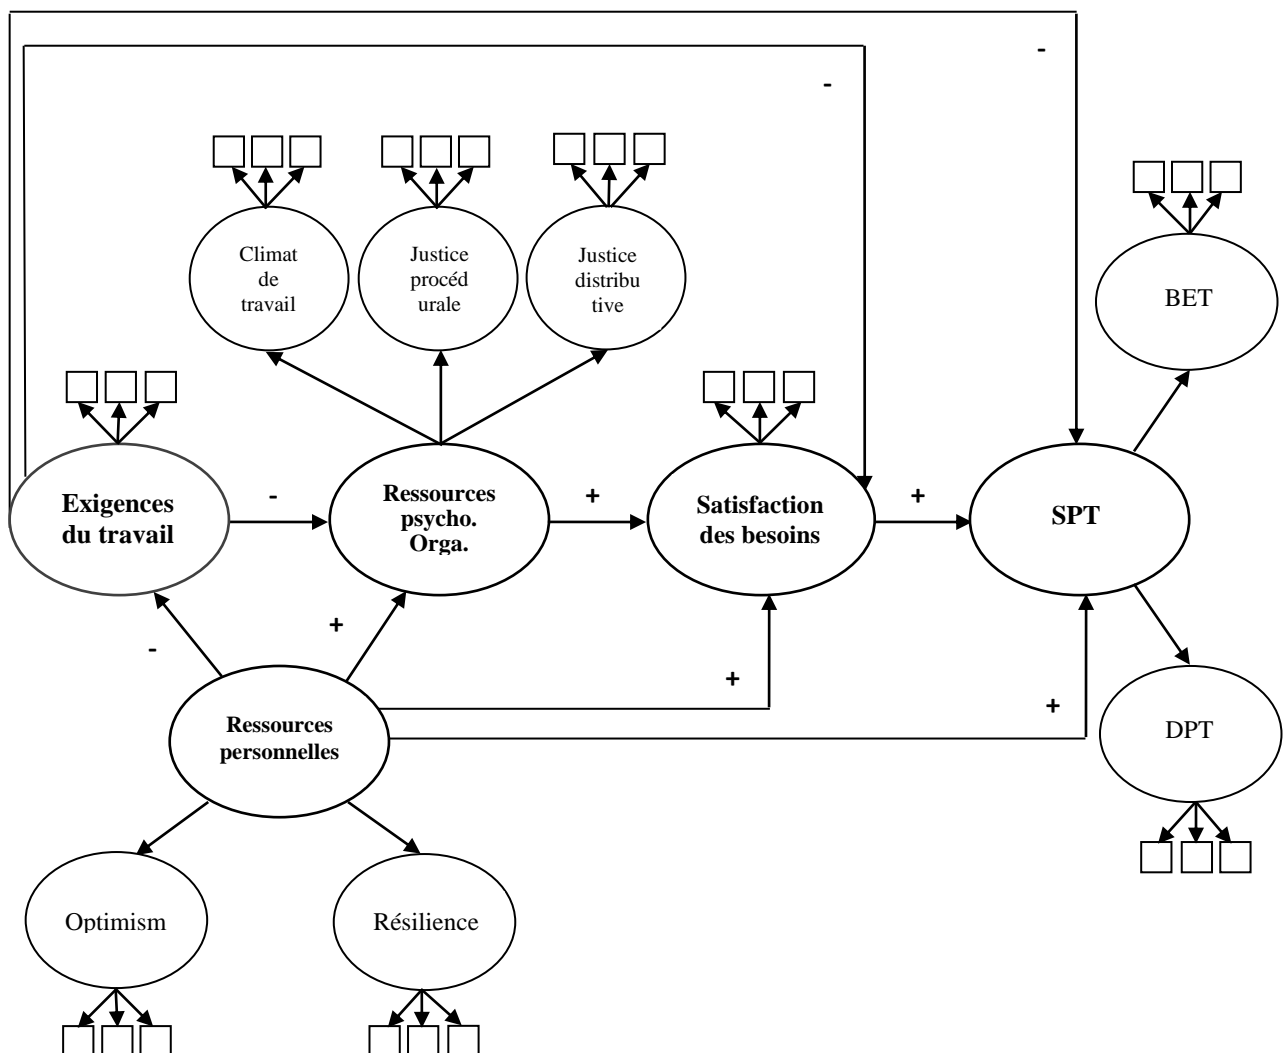 -
-
Climat
de
travail
Justice
procéd
urale
Justice
distribu
tive
BET
Exigences
du travail
-
Ressources
psycho.
Orga.
+
Satisfaction
des besoins
+
SPT
-
+
+
+
Ressources
personnelles
DPT
Optimism
Résilience